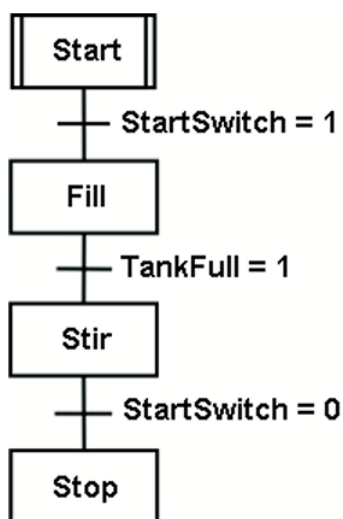 Start
StartSwitch = 1
Fill
TankFull = 1
Stir
StartSwitch = 0
Stop